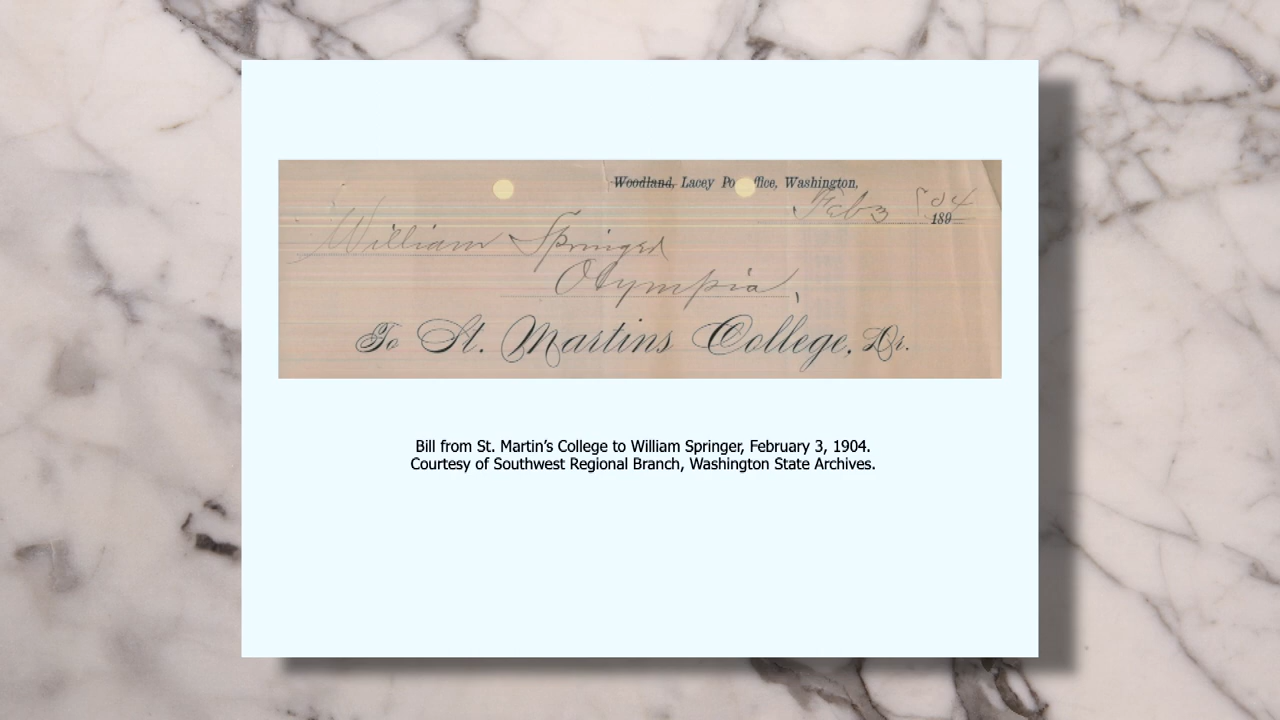 Woodland, Lacey Po ffice, Washington,
Feb 3 189 04
William Springer
Olympia,
To St. Martins College, Dr.
Bill from St. Martin’s College to William Springer, February 3, 1904.
Courtesy of Southwest Regional Branch, Washington State Archives.